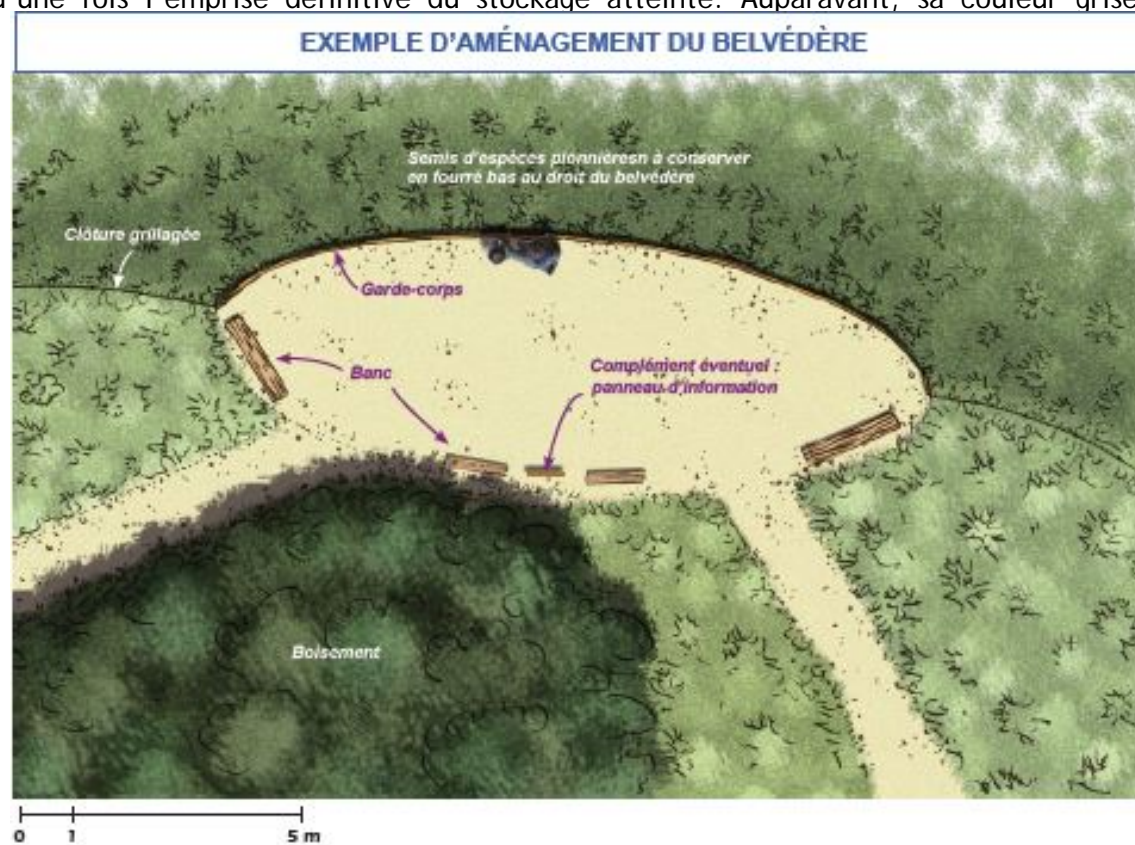 d'une fois l'emprise définitive du stockage atteinte. Auparavant, sa couleur grise
EXEMPLE D'AMÉNAGEMENT DU BELVÉDÈRE
Semis d'espèces pionnièresn à conserver
en fourré bas au droit du belvédère
Clôture grillagée
Garde-corps
Banc
Complément éventuel :
panneau d'information
Boisement
0 1 5 m